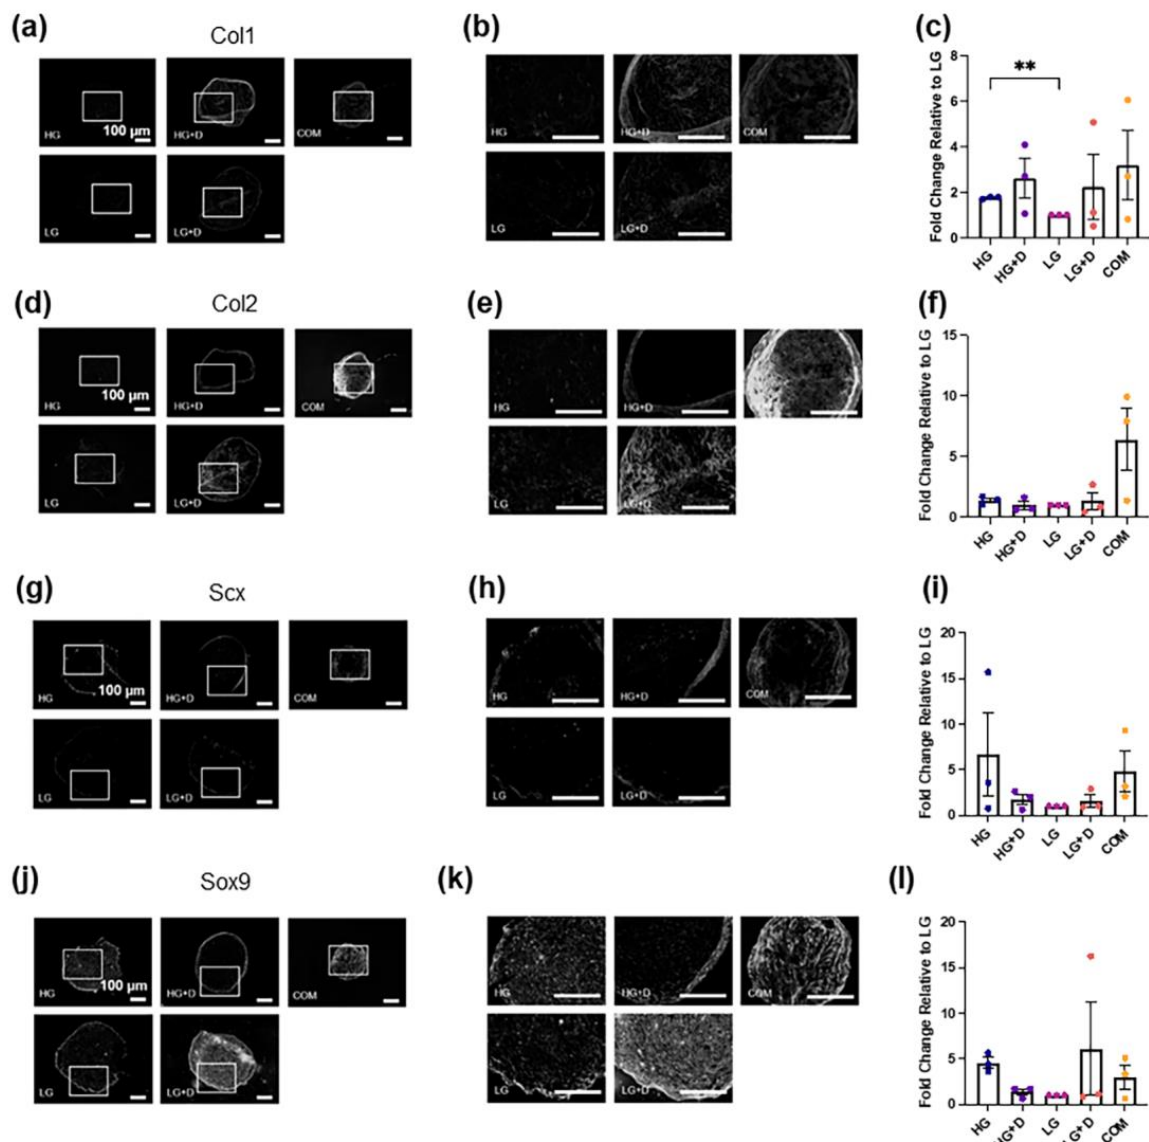 (a)
Col1
HG
100 μm
HG+D
COM
LG
LG+D
(b)
HG
HG+D
COM
LG
LG+D
(c)
Fold Change Relative to LG
8
6
4
2
0
**
HG
HG+D
LG
LG+D
COM
(d)
Col2
HG
100 μm
HG+D
COM
LG
LG+D
(e)
HG
HG+D
COM
LG
LG+D
(f)
Fold Change Relative to LG
15
10
5
0
HG
HG+D
LG
LG+D
COM
(g)
Scx
HG
100 μm
HG+D
COM
LG
LG+D
(h)
HG
HG+D
COM
LG
LG+D
(i)
Fold Change Relative to LG
20
15
10
5
0
HG
HG+D
LG
LG+D
COM
(j)
Sox9
HG
100 μm
HG+D
COM
LG
LG+D
(k)
HG
HG+D
COM
LG
LG+D
(l)
Fold Change Relative to LG
20
15
10
5
0
HG
HG+D
LG
LG+D
COM